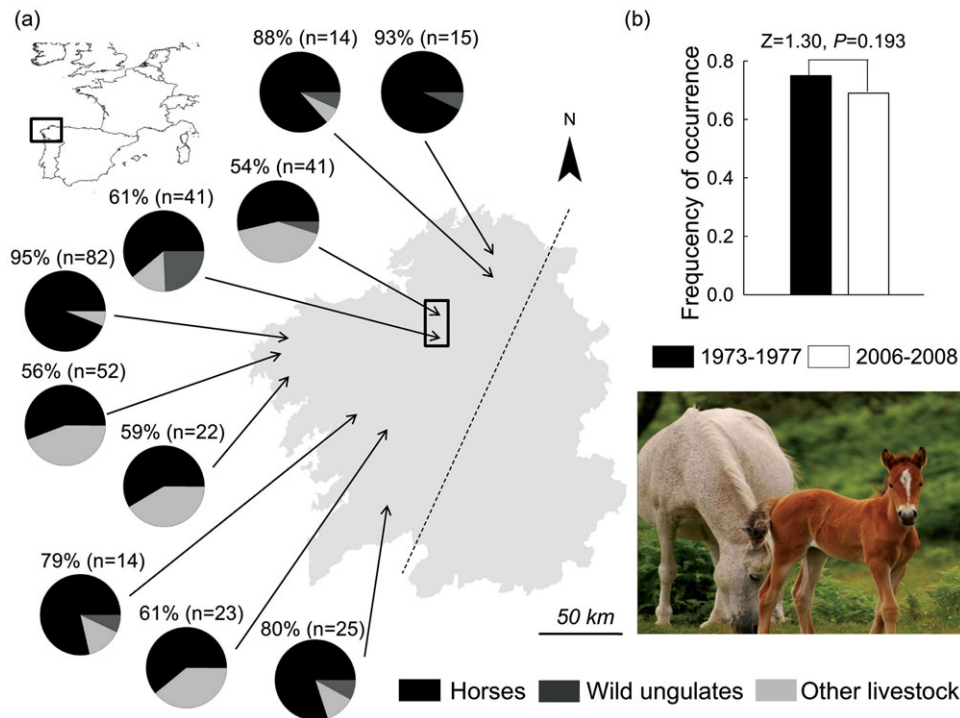 (a)
88% (n=14)
93% (n=15)
54% (n=41)
61% (n=41)
95% (n=82)
56% (n=52)
59% (n=22)
79% (n=14)
61% (n=23)
80% (n=25)
N
50 km
Horses
Wild ungulates
Other livestock
(b)
Z=1.30, P=0.193
Frequcency of occurrence
0.8
0.6
0.4
0.2
0.0
1973-1977
2006-2008